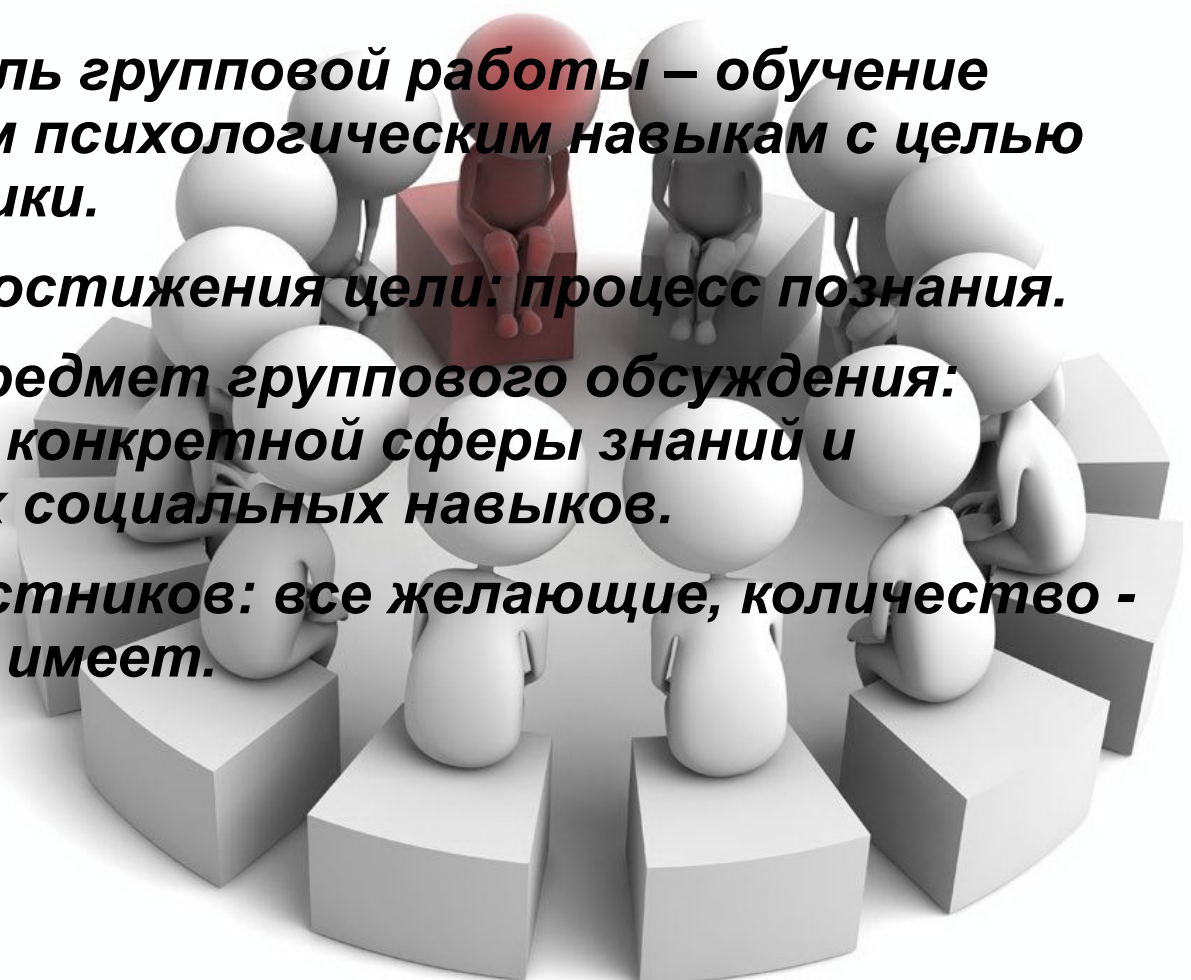 ль групповой работы – обучение
м психологическим навыкам с целью
ики.
остижения цели: процесс познания.
редмет группового обсуждения:
конкретной сферы знаний и
х социальных навыков.
стников: все желающие, количество -
имеет.